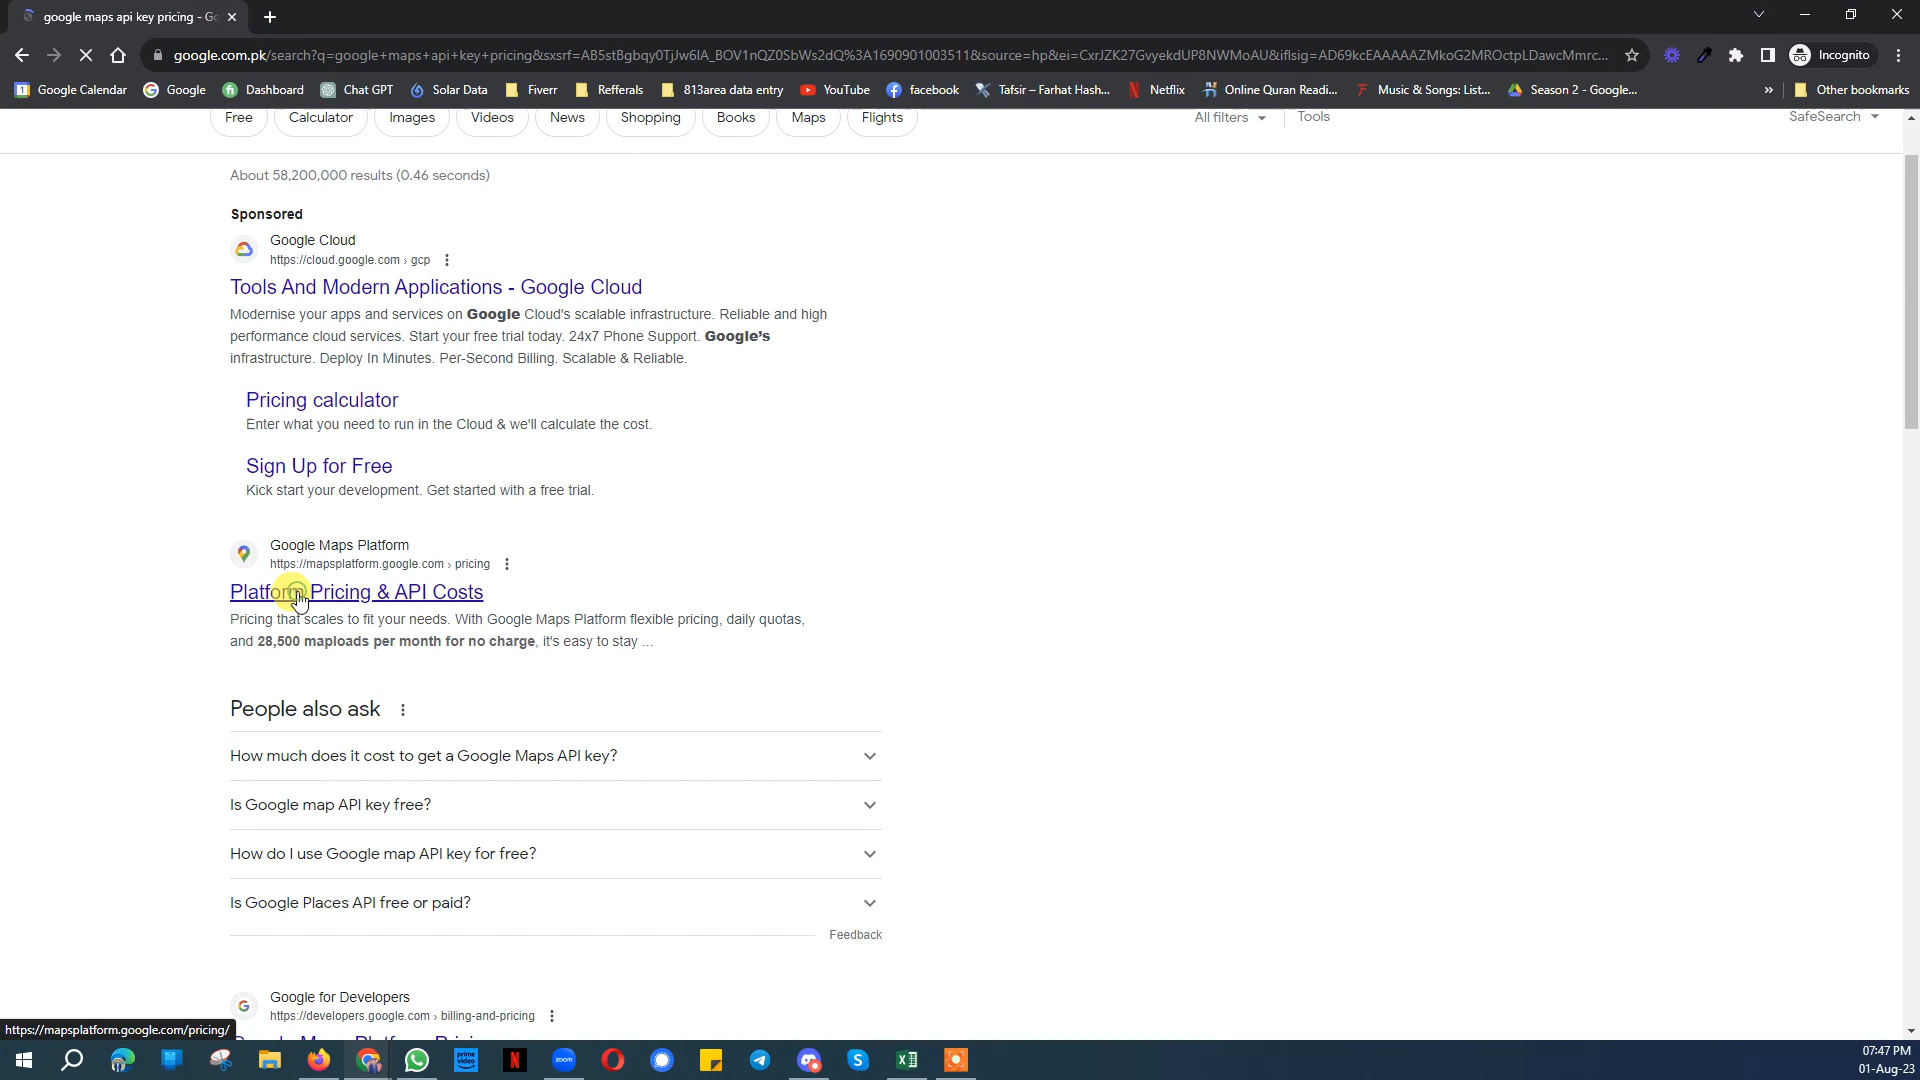 google maps api key pricing - Go
google.com.pk/search?q=google+maps+api+key+pricing&sxsrf=AB5stBgbqy0TjJw6IA_BOV1nQZ0SbWs2dQ%3A1690901003511&source=hp&ei=CxrJZK27GvyekdUP8NWMoAU&iflsig=AD69kcEAAAAAZMkoG2MROctpLDawcMmrc...
Incognito
Google Calendar
Google
Dashboard
Chat GPT
Solar Data
Fiverr
Refferals
813area data entry
YouTube
facebook
Tafsir – Farhat Hash...
Netflix
Online Quran Readi...
Music & Songs: List...
Season 2 - Google...
Other bookmarks
Free
Calculator
Images
Videos
News
Shopping
Books
Maps
Flights
All filters
Tools
SafeSearch
About 58,200,000 results (0.46 seconds)
Sponsored
Google Cloud
https://cloud.google.com › gcp
Tools And Modern Applications - Google Cloud
Modernise your apps and services on Google Cloud's scalable infrastructure. Reliable and high
performance cloud services. Start your free trial today. 24x7 Phone Support. Google's
infrastructure. Deploy In Minutes. Per-Second Billing. Scalable & Reliable.
Pricing calculator
Enter what you need to run in the Cloud & we'll calculate the cost.
Sign Up for Free
Kick start your development. Get started with a free trial.
Google Maps Platform
https://mapsplatform.google.com › pricing
Platform Pricing & API Costs
Pricing that scales to fit your needs. With Google Maps Platform flexible pricing, daily quotas,
and 28,500 maploads per month for no charge, it's easy to stay ...
People also ask
How much does it cost to get a Google Maps API key?
Is Google map API key free?
How do I use Google map API key for free?
Is Google Places API free or paid?
Feedback
Google for Developers
https://developers.google.com › billing-and-pricing
https://mapsplatform.google.com/pricing/
prime video
zoom
07:47 PM
01-Aug-23